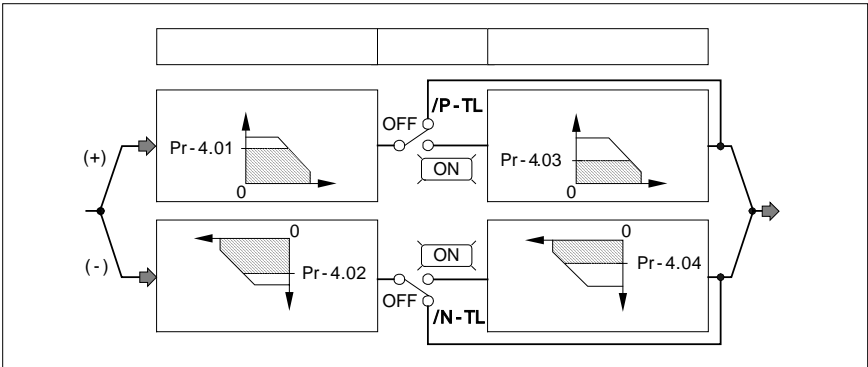 /P-TL
OFF
(+)
Pr-4.01
0
ON
Pr-4.03
0
(-)
0
Pr-4.02
ON
OFF
/N-TL
0
Pr-4.04